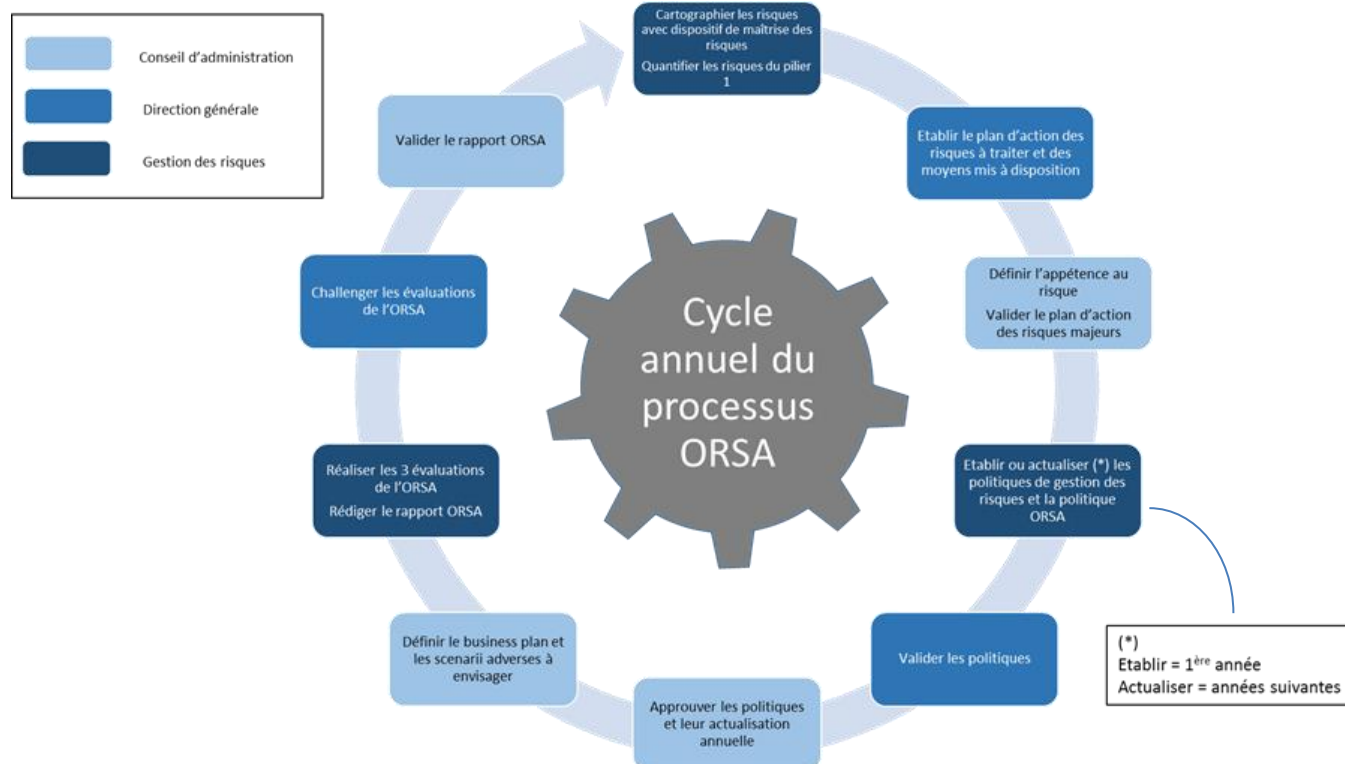 Conseil d'administration
Direction générale
Gestion des risques
Cartographier les risques
avec dispositif de maîtrise des
risques
Quantifier les risques du pilier
1
Etablir le plan d'action des
risques à traiter et des
moyens mis à disposition
Définir l'appétence au
risque
Valider le plan d'action
des risques majeurs
Etablir ou actualiser (*) les
politiques de gestion des
risques et la politique
ORSA
(*)
Etablir = 1ère année
Actualiser = années suivantes
Valider les politiques
Approuver les politiques
et leur actualisation
annuelle
Définir le business plan et
les scenarii adverses à
envisager
Réaliser les 3 évaluations
de l'ORSA
Rédiger le rapport ORSA
Challenger les évaluations
de l'ORSA
Valider le rapport ORSA
Cycle
annuel du
processus
ORSA